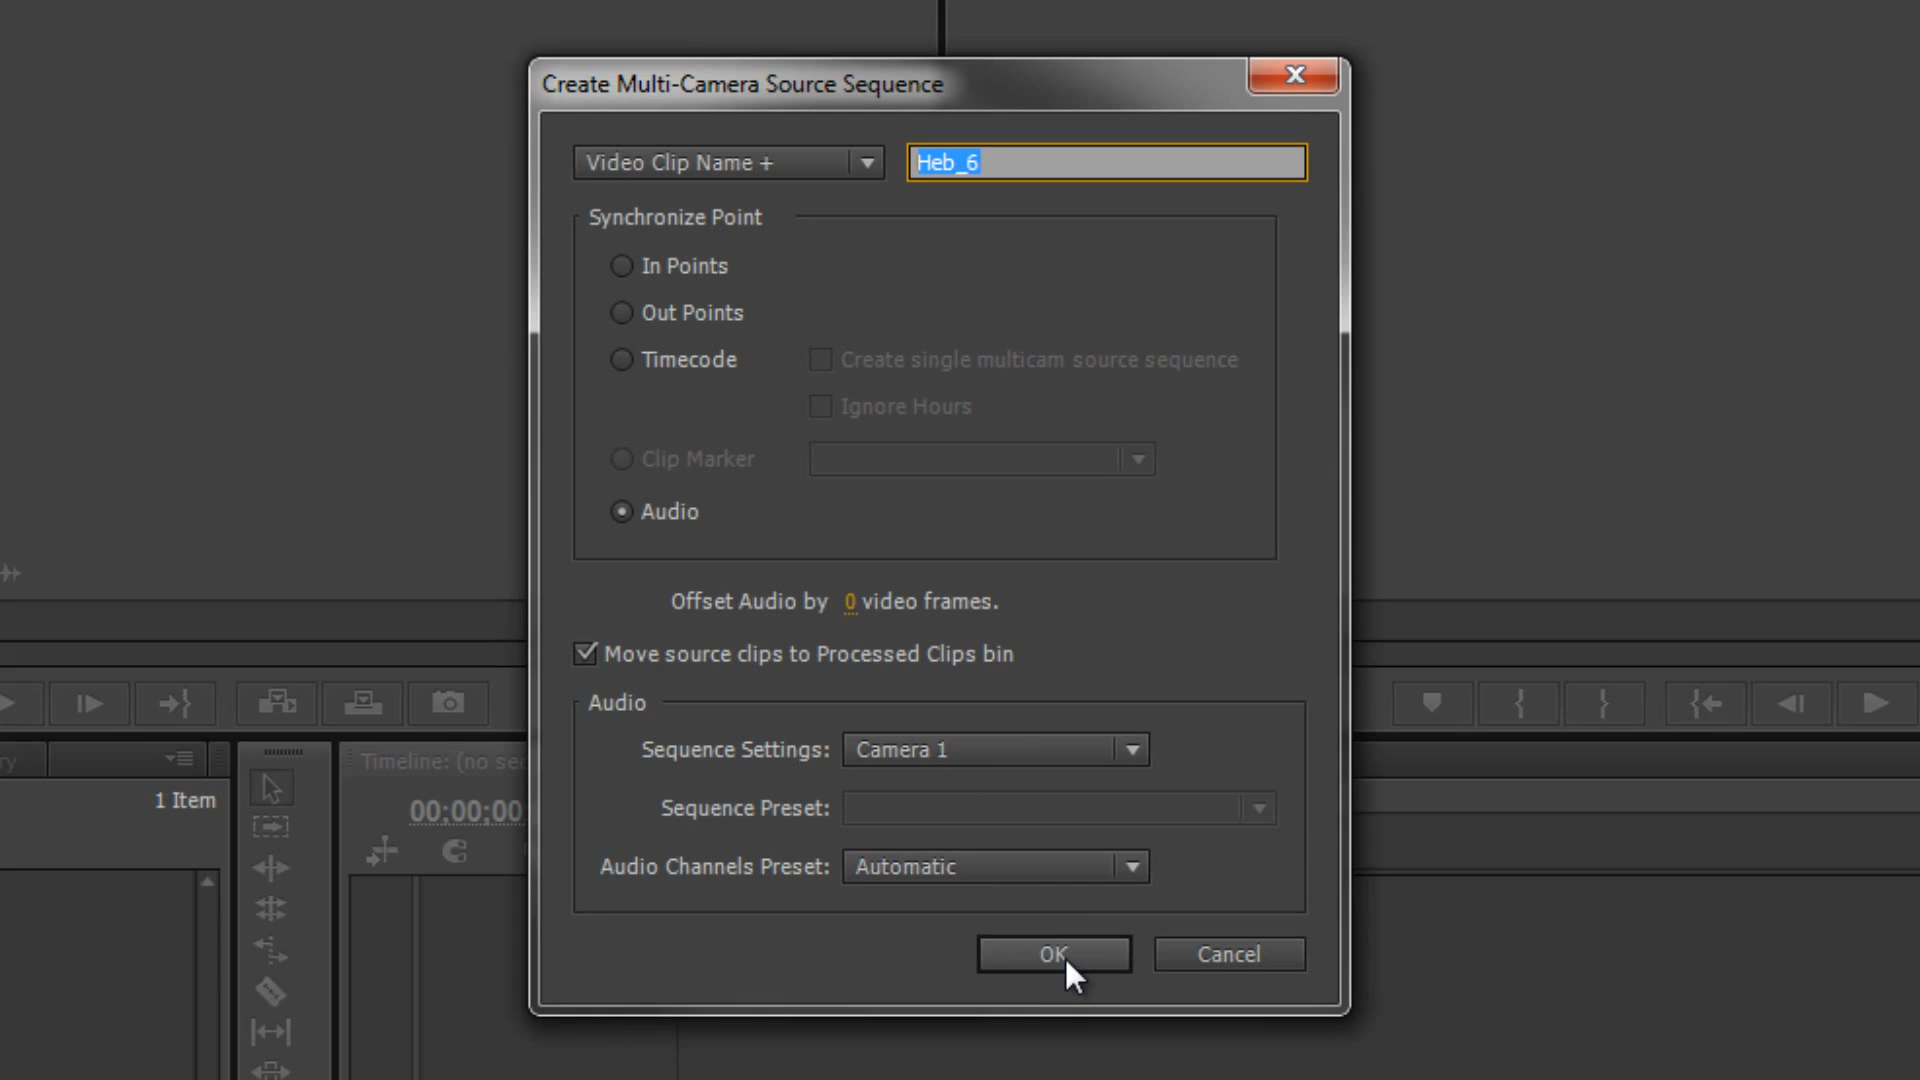 Create Multi-Camera Source Sequence
Video Clip Name +
Heb_6
Synchronize Point
In Points
Out Points
Timecode
Create single multicam source sequence
Ignore Hours
Clip Marker
Audio
Offset Audio by 0 video frames.
Move source clips to Processed Clips bin
Audio
Sequence Settings: Camera 1
Sequence Preset:
Audio Channels Preset: Automatic
OK
Cancel
Timeline: (no
1 Item
00:00:00